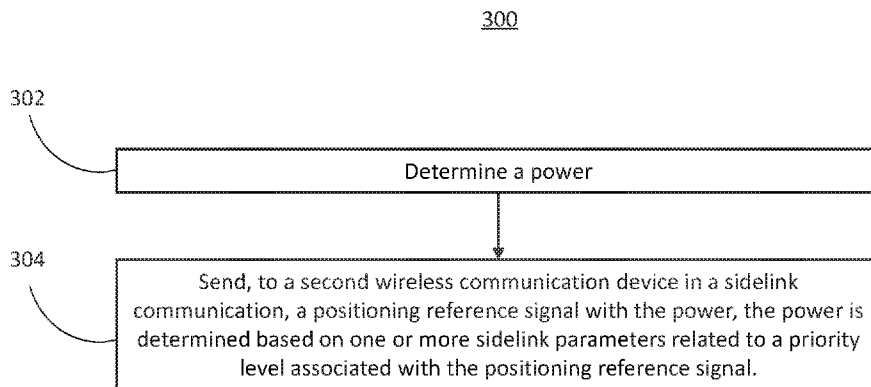 300
302
Determine a power
304
Send, to a second wireless communication device in a sidelink
communication, a positioning reference signal with the power, the power is
determined based on one or more sidelink parameters related to a priority
level associated with the positioning reference signal.